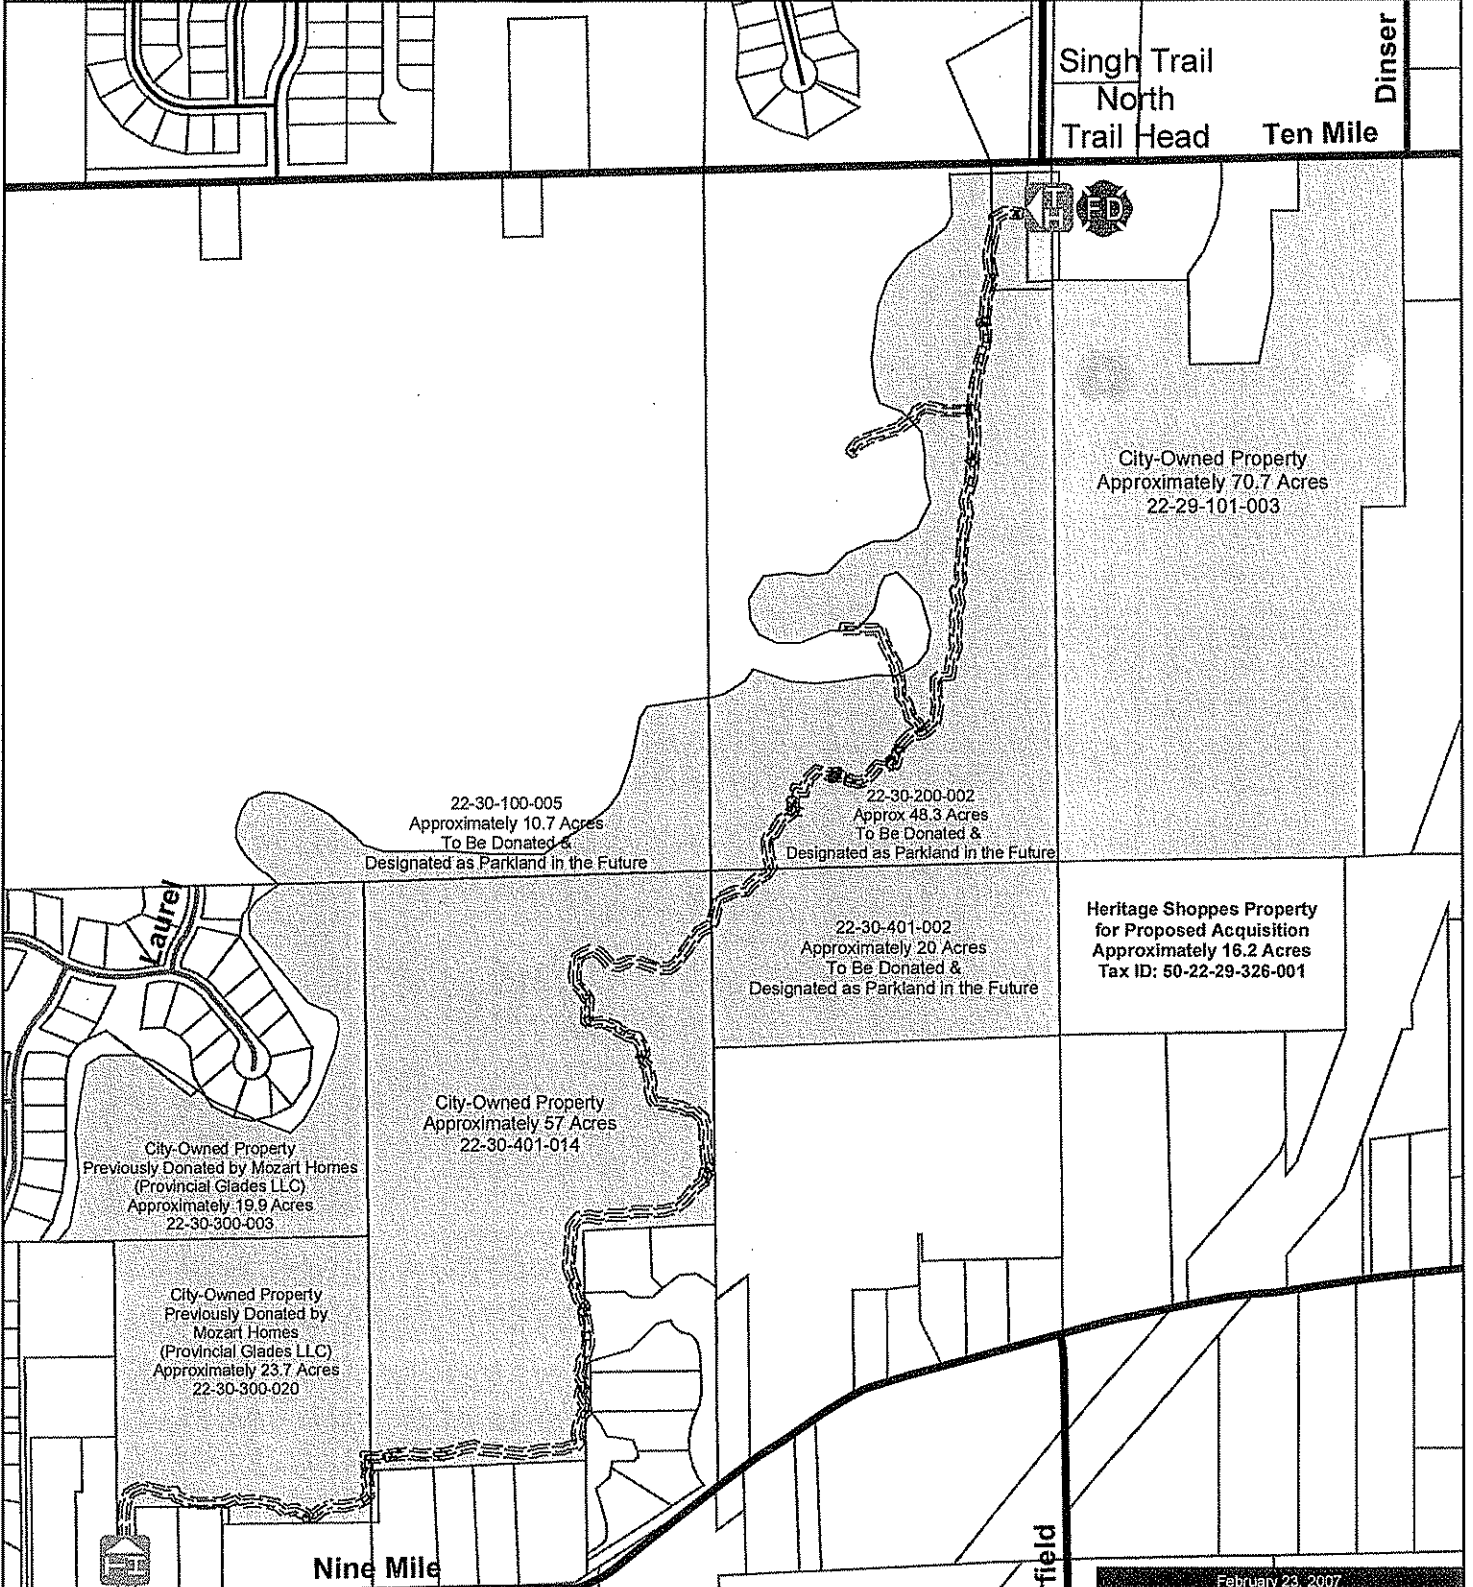 Singh Trail
North
Trail Head
Dinser
Ten Mile
T
H
FD
City-Owned Property
Approximately 70.7 Acres
22-29-101-003
22-30-100-005
Approximately 10.7 Acres
To Be Donated &
Designated as Parkland in the Future
22-30-200-002
Approx 48.3 Acres
To Be Donated &
Designated as Parkland in the Future
Laurel
22-30-401-002
Approximately 20 Acres
To Be Donated &
Designated as Parkland in the Future
Heritage Shoppes Property
for Proposed Acquisition
Approximately 16.2 Acres
Tax ID: 50-22-29-326-001
City-Owned Property
Approximately 57 Acres
22-30-401-014
City-Owned Property
Previously Donated by Mozart Homes
(Provincial Glades LLC)
Approximately 19.9 Acres
22-30-300-003
City-Owned Property
Previously Donated by
Mozart Homes
(Provincial Glades LLC)
Approximately 23.7 Acres
22-30-300-020
Nine Mile
rfield
February 23, 2007